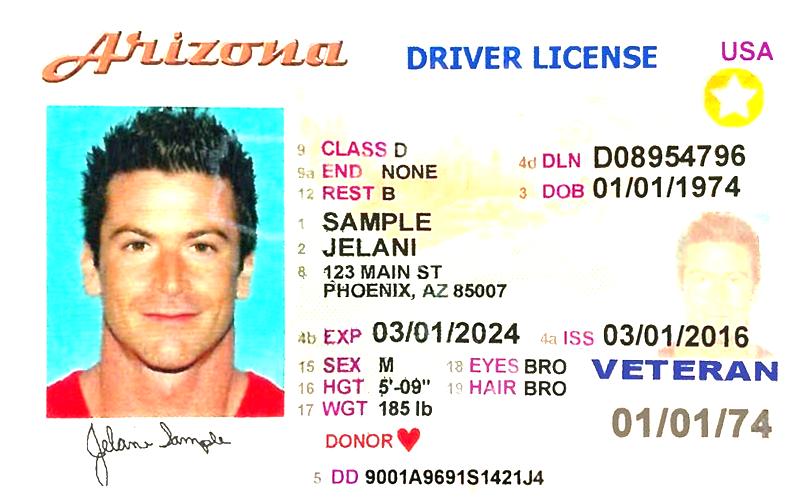 Arizona DRIVER LICENSE USA
9 CLASS D
9a END NONE
12 REST B
4d DLN D08954796
3 DOB 01/01/1974
1 SAMPLE
2 JELANI
8 123 MAIN ST
PHOENIX, AZ 85007
4b EXP 03/01/2024 4a ISS 03/01/2016
15 SEX M 18 EYES BRO
16 HGT 5'-09" 19 HAIR BRO
17 WGT 185 lb
VETERAN
01/01/74
DONOR
Jelani Sample
5 DD 9001A9691S1421J4